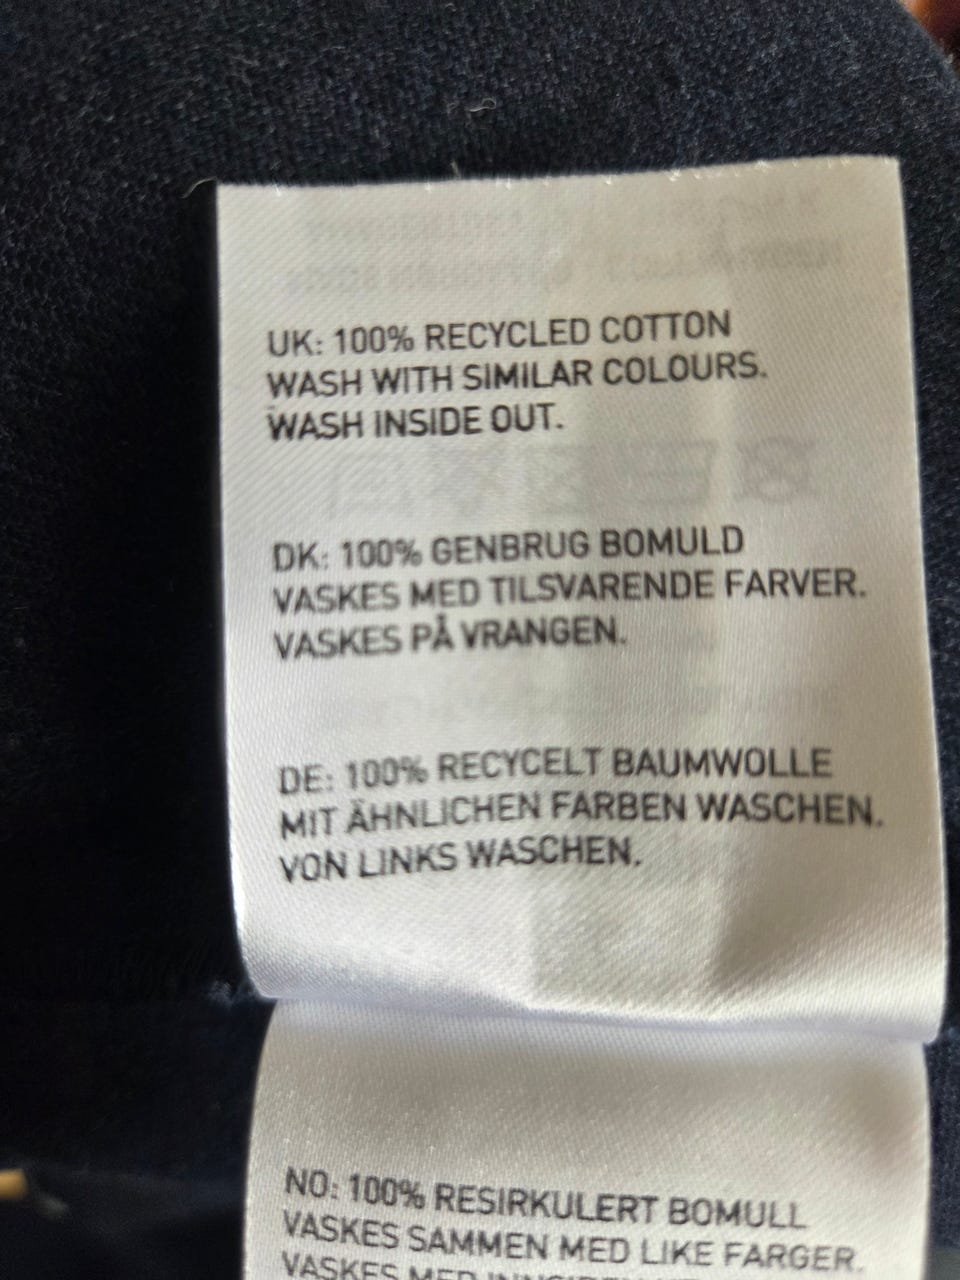 UK: 100% RECYCLED COTTON
WASH WITH SIMILAR COLOURS.
WASH INSIDE OUT.
DK: 100% GENBRUG BOMULD
VASKES MED TILSVARENDE FARVER.
VASKES PÅ VRANGEN.
DE: 100% RECYCELT BAUMWOLLE
MIT ÄHNLICHEN FARBEN WASCHEN.
VON LINKS WASCHEN.
NO: 100% RESIRKULERT BOMULL
VASKES SAMMEN MED LIKE FARGER.
VASKES MED